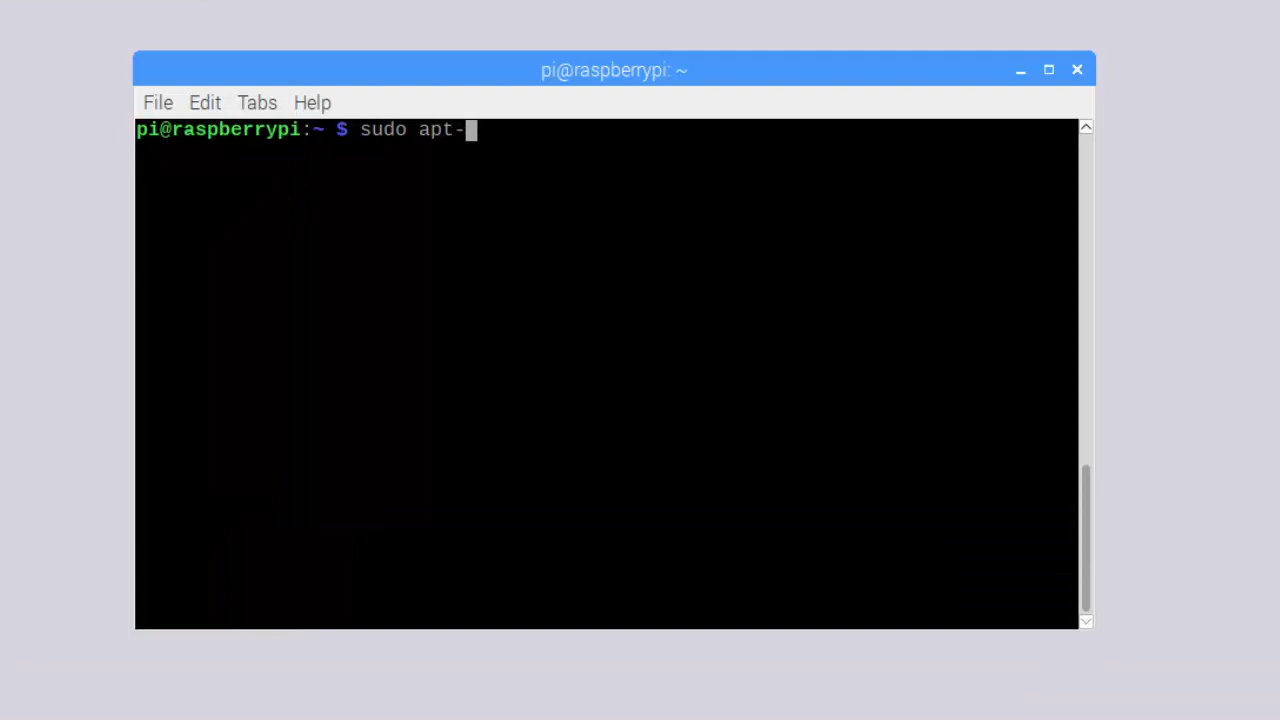 pi@raspberrypi: ~
File Edit Tabs Help
pi@raspberrypi:~ $ sudo apt-